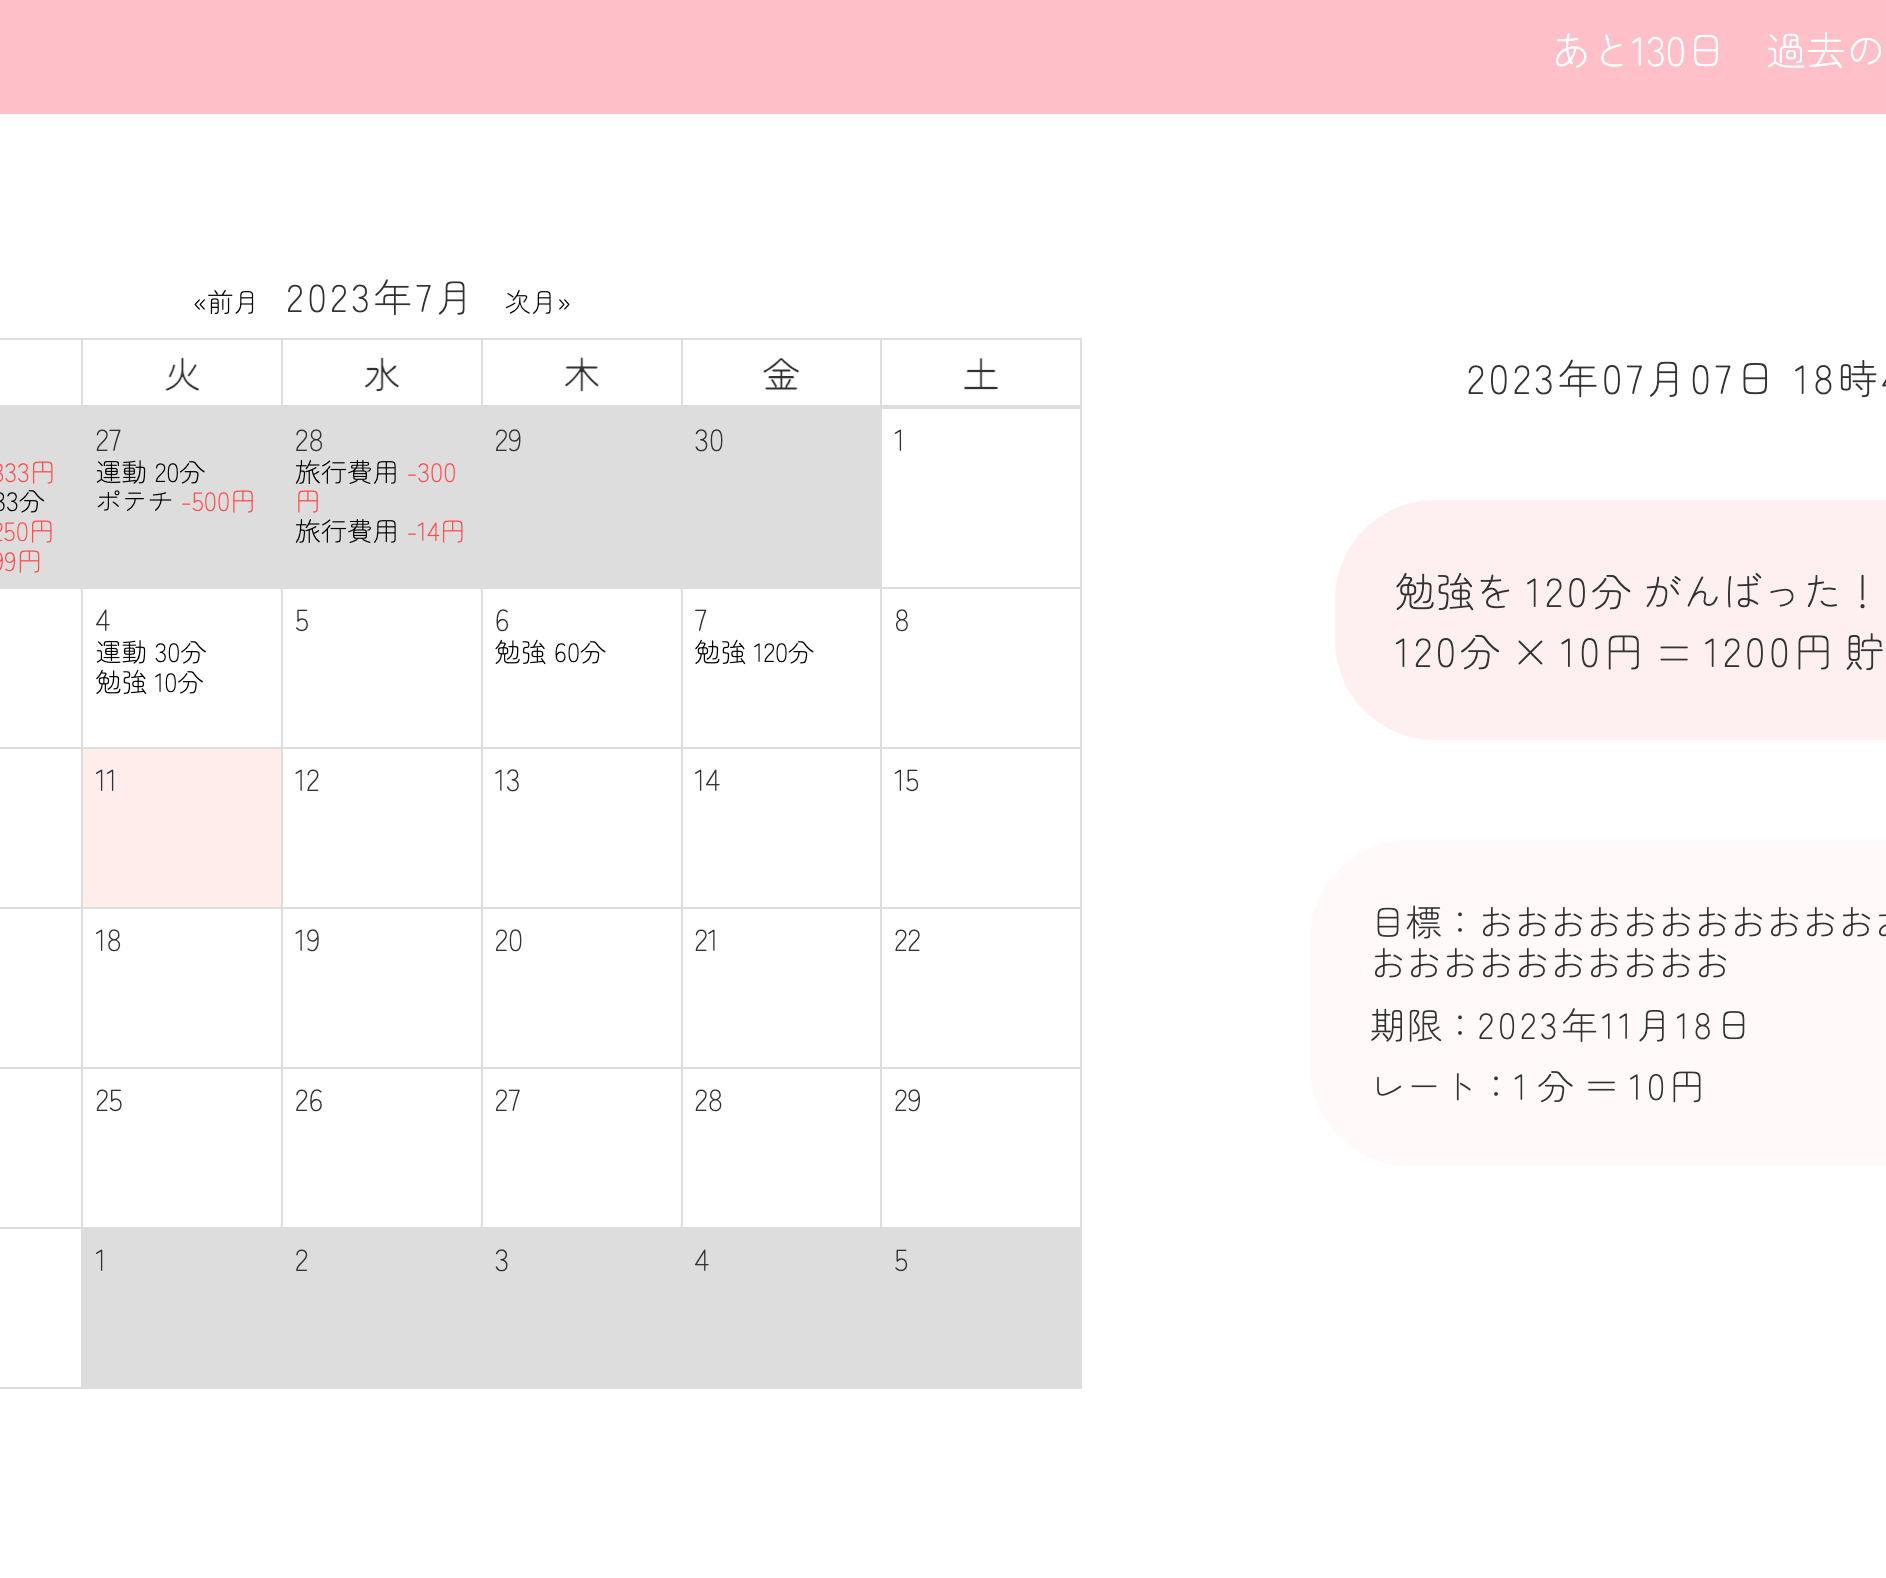 あと130日 過去の
«前月 2023年7月 次月»
火 水 木 金 土
27 28 29 30 1
333円 運動 20分 旅行費用 -300
33分 ポテチ -500円 円
250円 旅行費用 -14円
99円
4 5 6 7 8
運動 30分 勉強 60分 勉強 120分
勉強 10分
11 12 13 14 15
18 19 20 21 22
25 26 27 28 29
1 2 3 4 5
2023年07月07日 18時
勉強を 120分 がんばった！
120分 × 10円 ＝ 1200円 貯
目標：おおおおおおおおおおお
おおおおおおおおおお
期限：2023年11月18日
レート：1 分 ＝ 10円